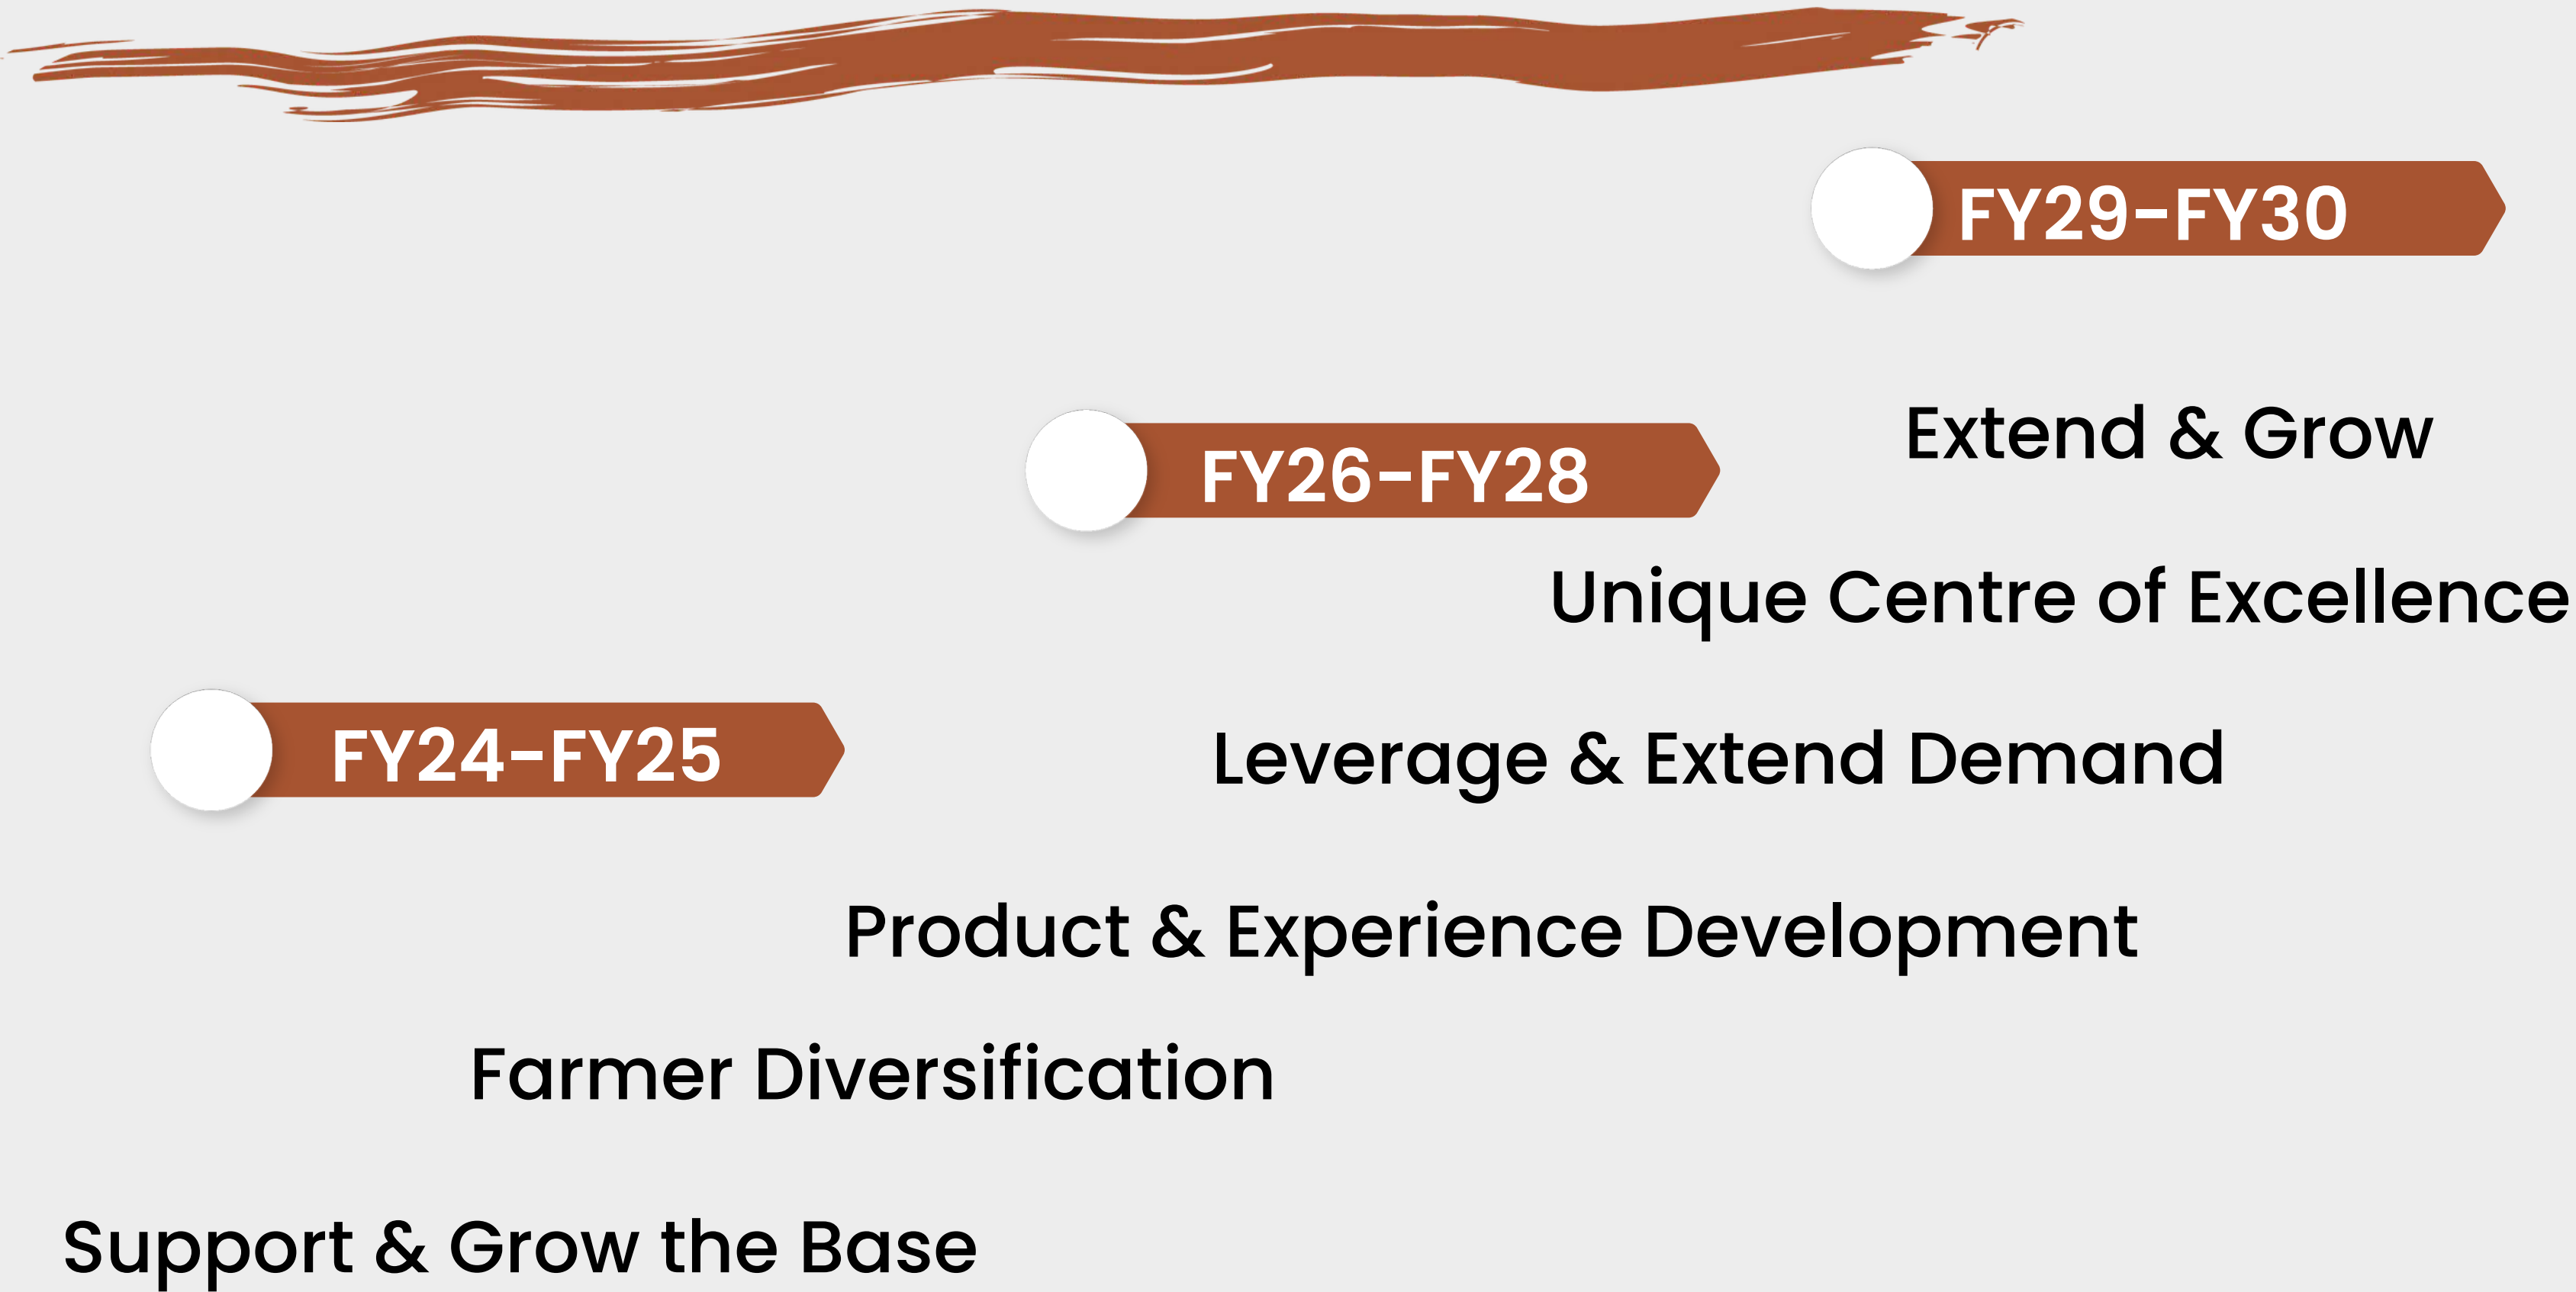 FY29-FY30
Extend & Grow
FY26-FY28
Unique Centre of Excellence
FY24-FY25
Leverage & Extend Demand
Product & Experience Development
Farmer Diversification
Support & Grow the Base